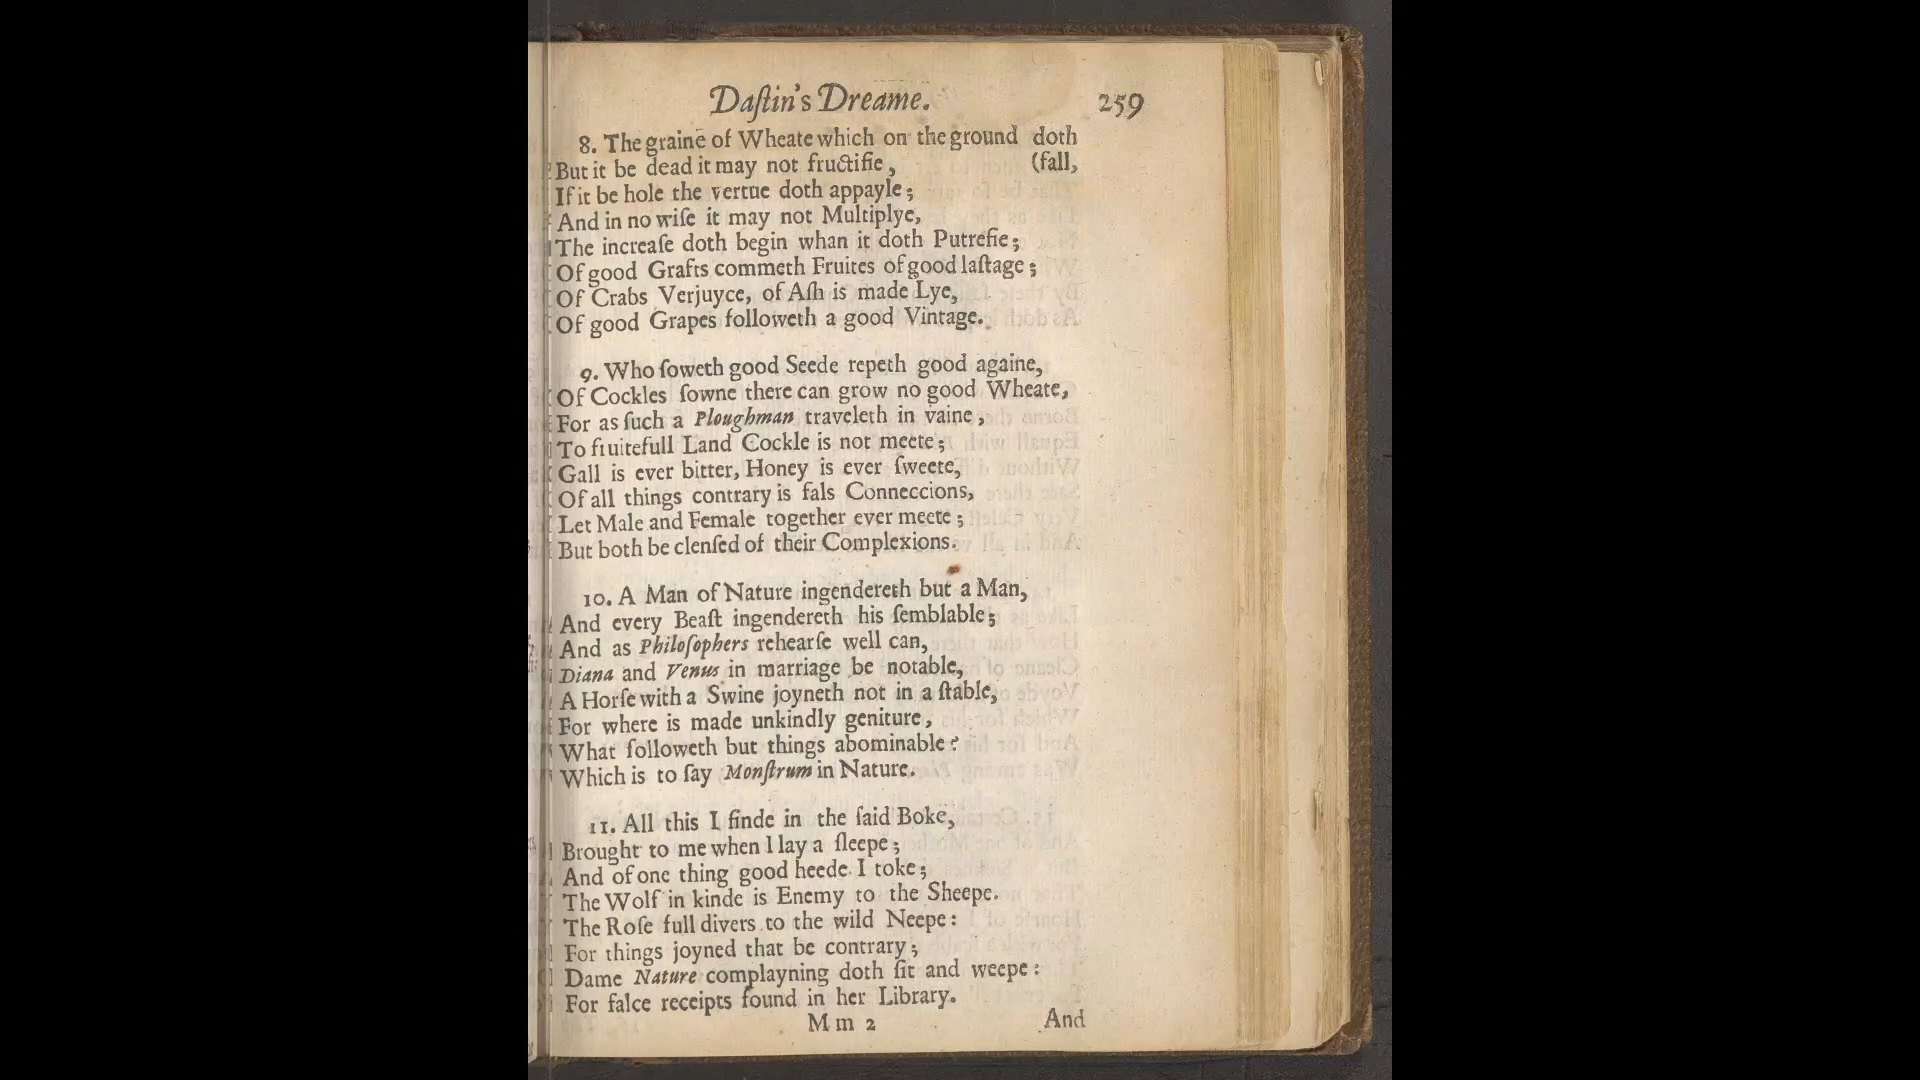 Daſtin's Dreame. 259
8. The graine of Wheate which on the ground doth
But it be dead it may not fructifie, (fall,
If it be hole the vertue doth appayle;
And in no wiſe it may not Multiplye,
The increaſe doth begin whan it doth Putrefie;
Of good Grafts commeth Fruites of good laſtage;
Of Crabs Verjuyce, of Aſh is made Lye,
Of good Grapes followeth a good Vintage.
9. Who ſoweth good Seede repeth good againe,
Of Cockles ſowne there can grow no good Wheate,
For as ſuch a Ploughman traveleth in vaine,
To fruitefull Land Cockle is not meete;
Gall is ever bitter, Honey is ever ſweete,
Of all things contrary is fals Conneccions,
Let Male and Female together ever meete;
But both be clenſed of their Complexions.
10. A Man of Nature ingendereth but a Man,
And every Beaſt ingendereth his ſemblable;
And as Philoſophers rehearſe well can,
Diana and Venus in marriage be notable,
A Horſe with a Swine joyneth not in a ſtable,
For where is made unkindly geniture,
What followeth but things abominable?
Which is to ſay Monſtrum in Nature.
11. All this I finde in the ſaid Boke,
Brought to me when I lay a ſleepe;
And of one thing good heede I toke;
The Wolf in kinde is Enemy to the Sheepe.
The Roſe full divers to the wild Neepe:
For things joyned that be contrary;
Dame Nature complayning doth ſit and weepe:
For falce receipts found in her Library.
M m 2 And